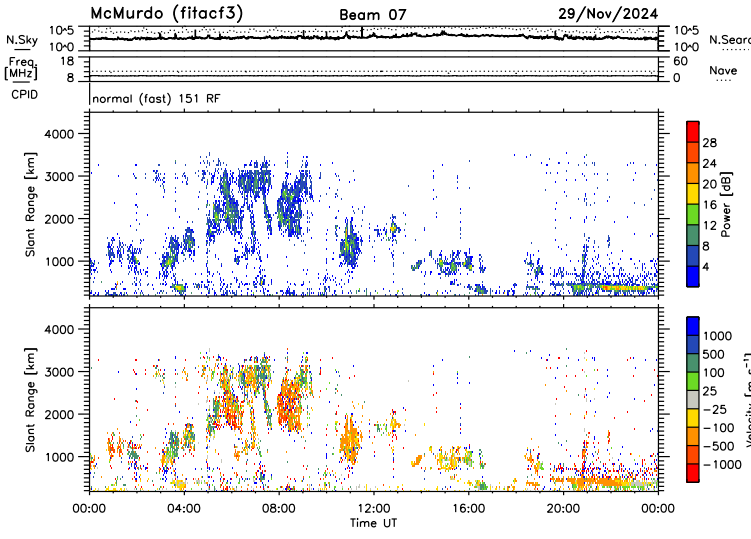 McMurdo (fitacf3) Beam 07 29/Nov/2024
N.Sky 10^5 10^0 10^5 10^0 N.Searc
Freq. [MHz] 18 8 60 0 Nave
CPID normal (fast) 151 RF
Slant Range [km] 4000 3000 2000 1000
Power [dB] 28 24 20 16 12 8 4
Slant Range [km] 4000 3000 2000 1000
Velocity [m s^-1] 1000 500 100 25 -25 -100 -500 -1000
00:00 04:00 08:00 12:00 16:00 20:00 00:00
Time UT